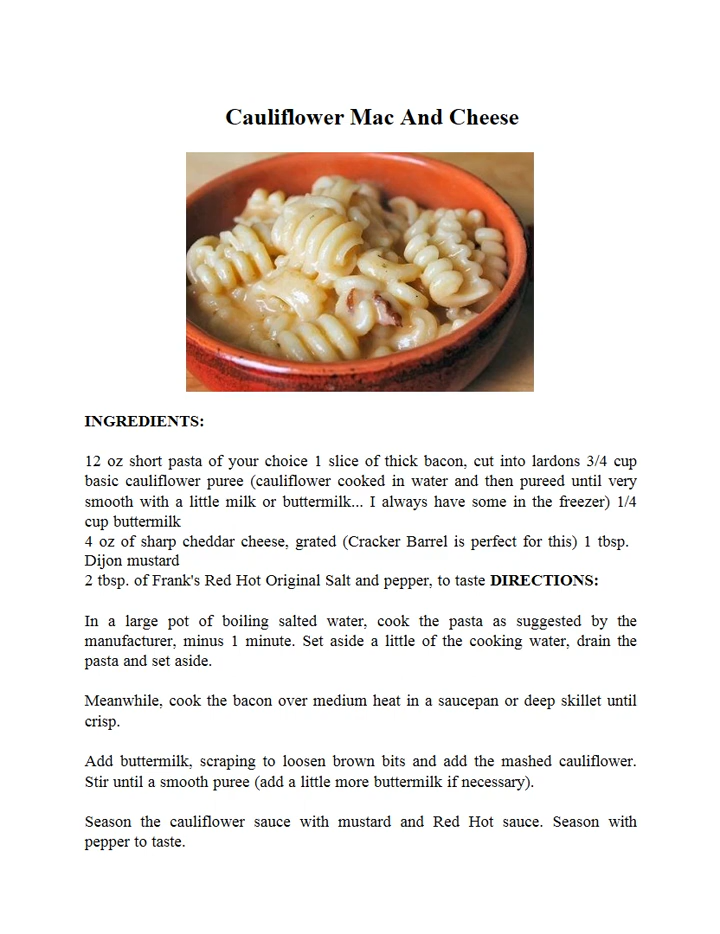 Cauliflower Mac And Cheese
INGREDIENTS:
12 oz short pasta of your choice 1 slice of thick bacon, cut into lardons 3/4 cup
basic cauliflower puree (cauliflower cooked in water and then pureed until very
smooth with a little milk or buttermilk... I always have some in the freezer) 1/4
cup buttermilk
4 oz of sharp cheddar cheese, grated (Cracker Barrel is perfect for this) 1 tbsp.
Dijon mustard
2 tbsp. of Frank's Red Hot Original Salt and pepper, to taste DIRECTIONS:
In a large pot of boiling salted water, cook the pasta as suggested by the
manufacturer, minus 1 minute. Set aside a little of the cooking water, drain the
pasta and set aside.
Meanwhile, cook the bacon over medium heat in a saucepan or deep skillet until
crisp.
Add buttermilk, scraping to loosen brown bits and add the mashed cauliflower.
Stir until a smooth puree (add a little more buttermilk if necessary).
Season the cauliflower sauce with mustard and Red Hot sauce. Season with
pepper to taste.